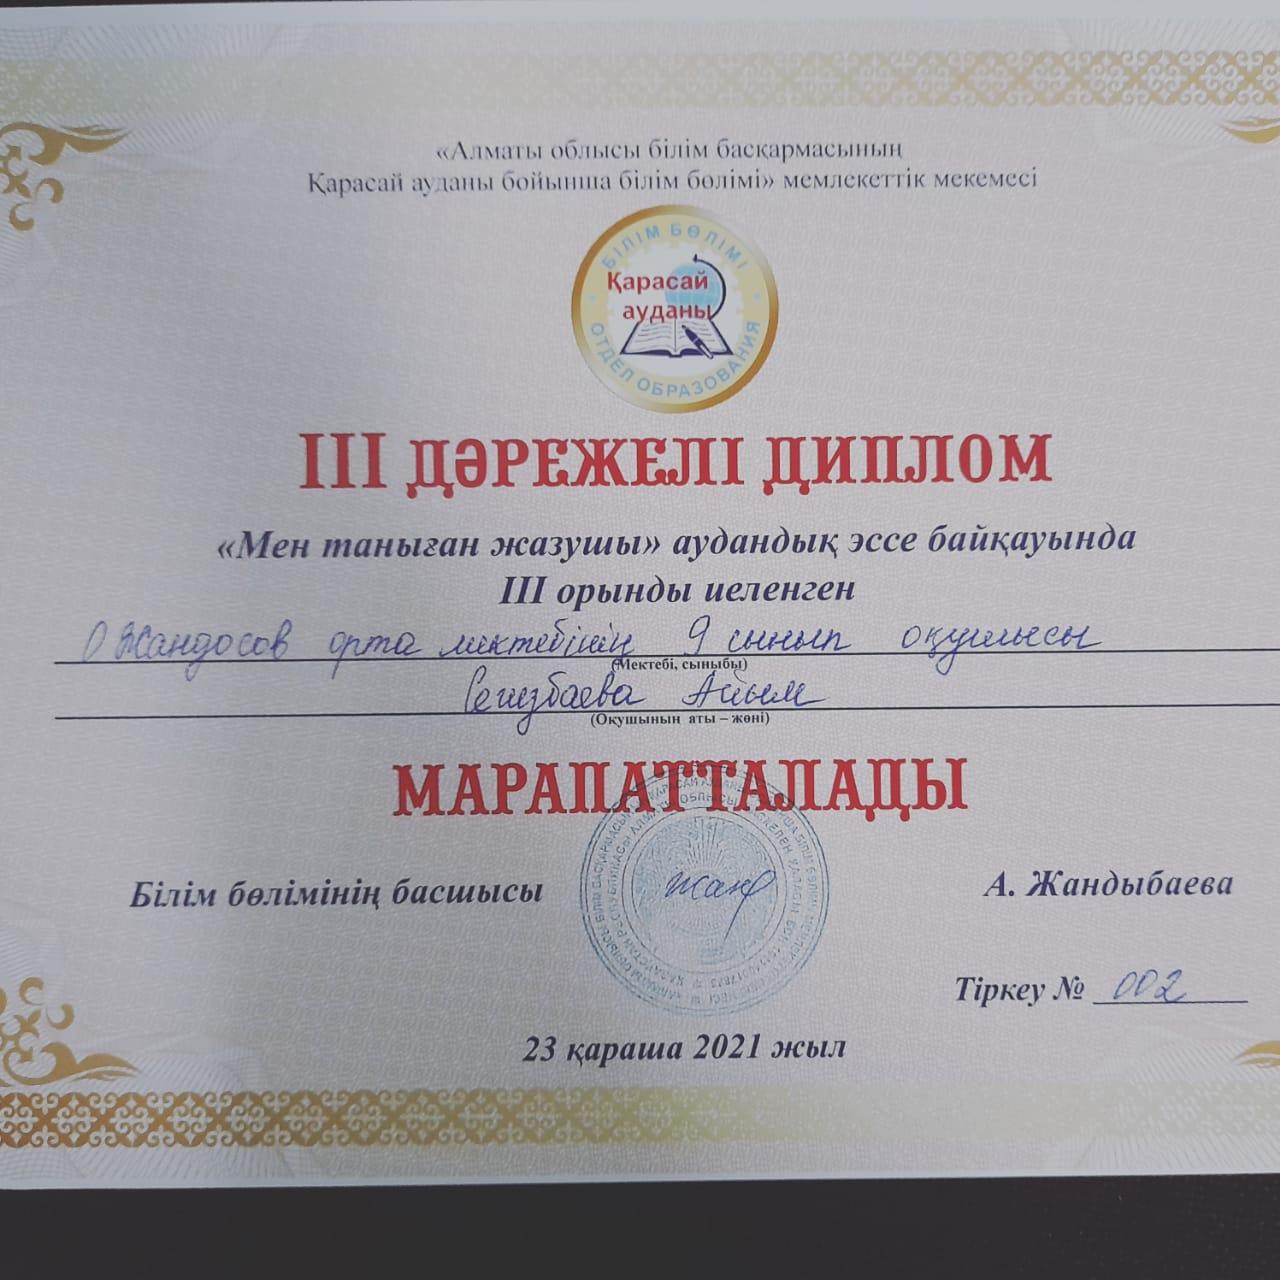 «Алматы облысы білім басқармасының
Қарасай ауданы бойынша білім бөлімі» мемлекеттік мекемесі
БІЛІМ БӨЛІМІ
Қарасай
ауданы
ОТДЕЛ ОБРАЗОВАНИЯ
III ДӘРЕЖЕЛІ ДИПЛОМ
«Мен таныған жазушы» аудандық эссе байқауында
III орынды иеленген
О Жандосов орта мектебінің 9 сынып оқушысы
(Мектебі, сыныбы)
Сегизбаева Айым
(Оқушының аты – жөні)
МАРАПАТТАЛАДЫ
Білім бөлімінің басшысы
А. Жандыбаева
Тіркеу № 002
23 қараша 2021 жыл